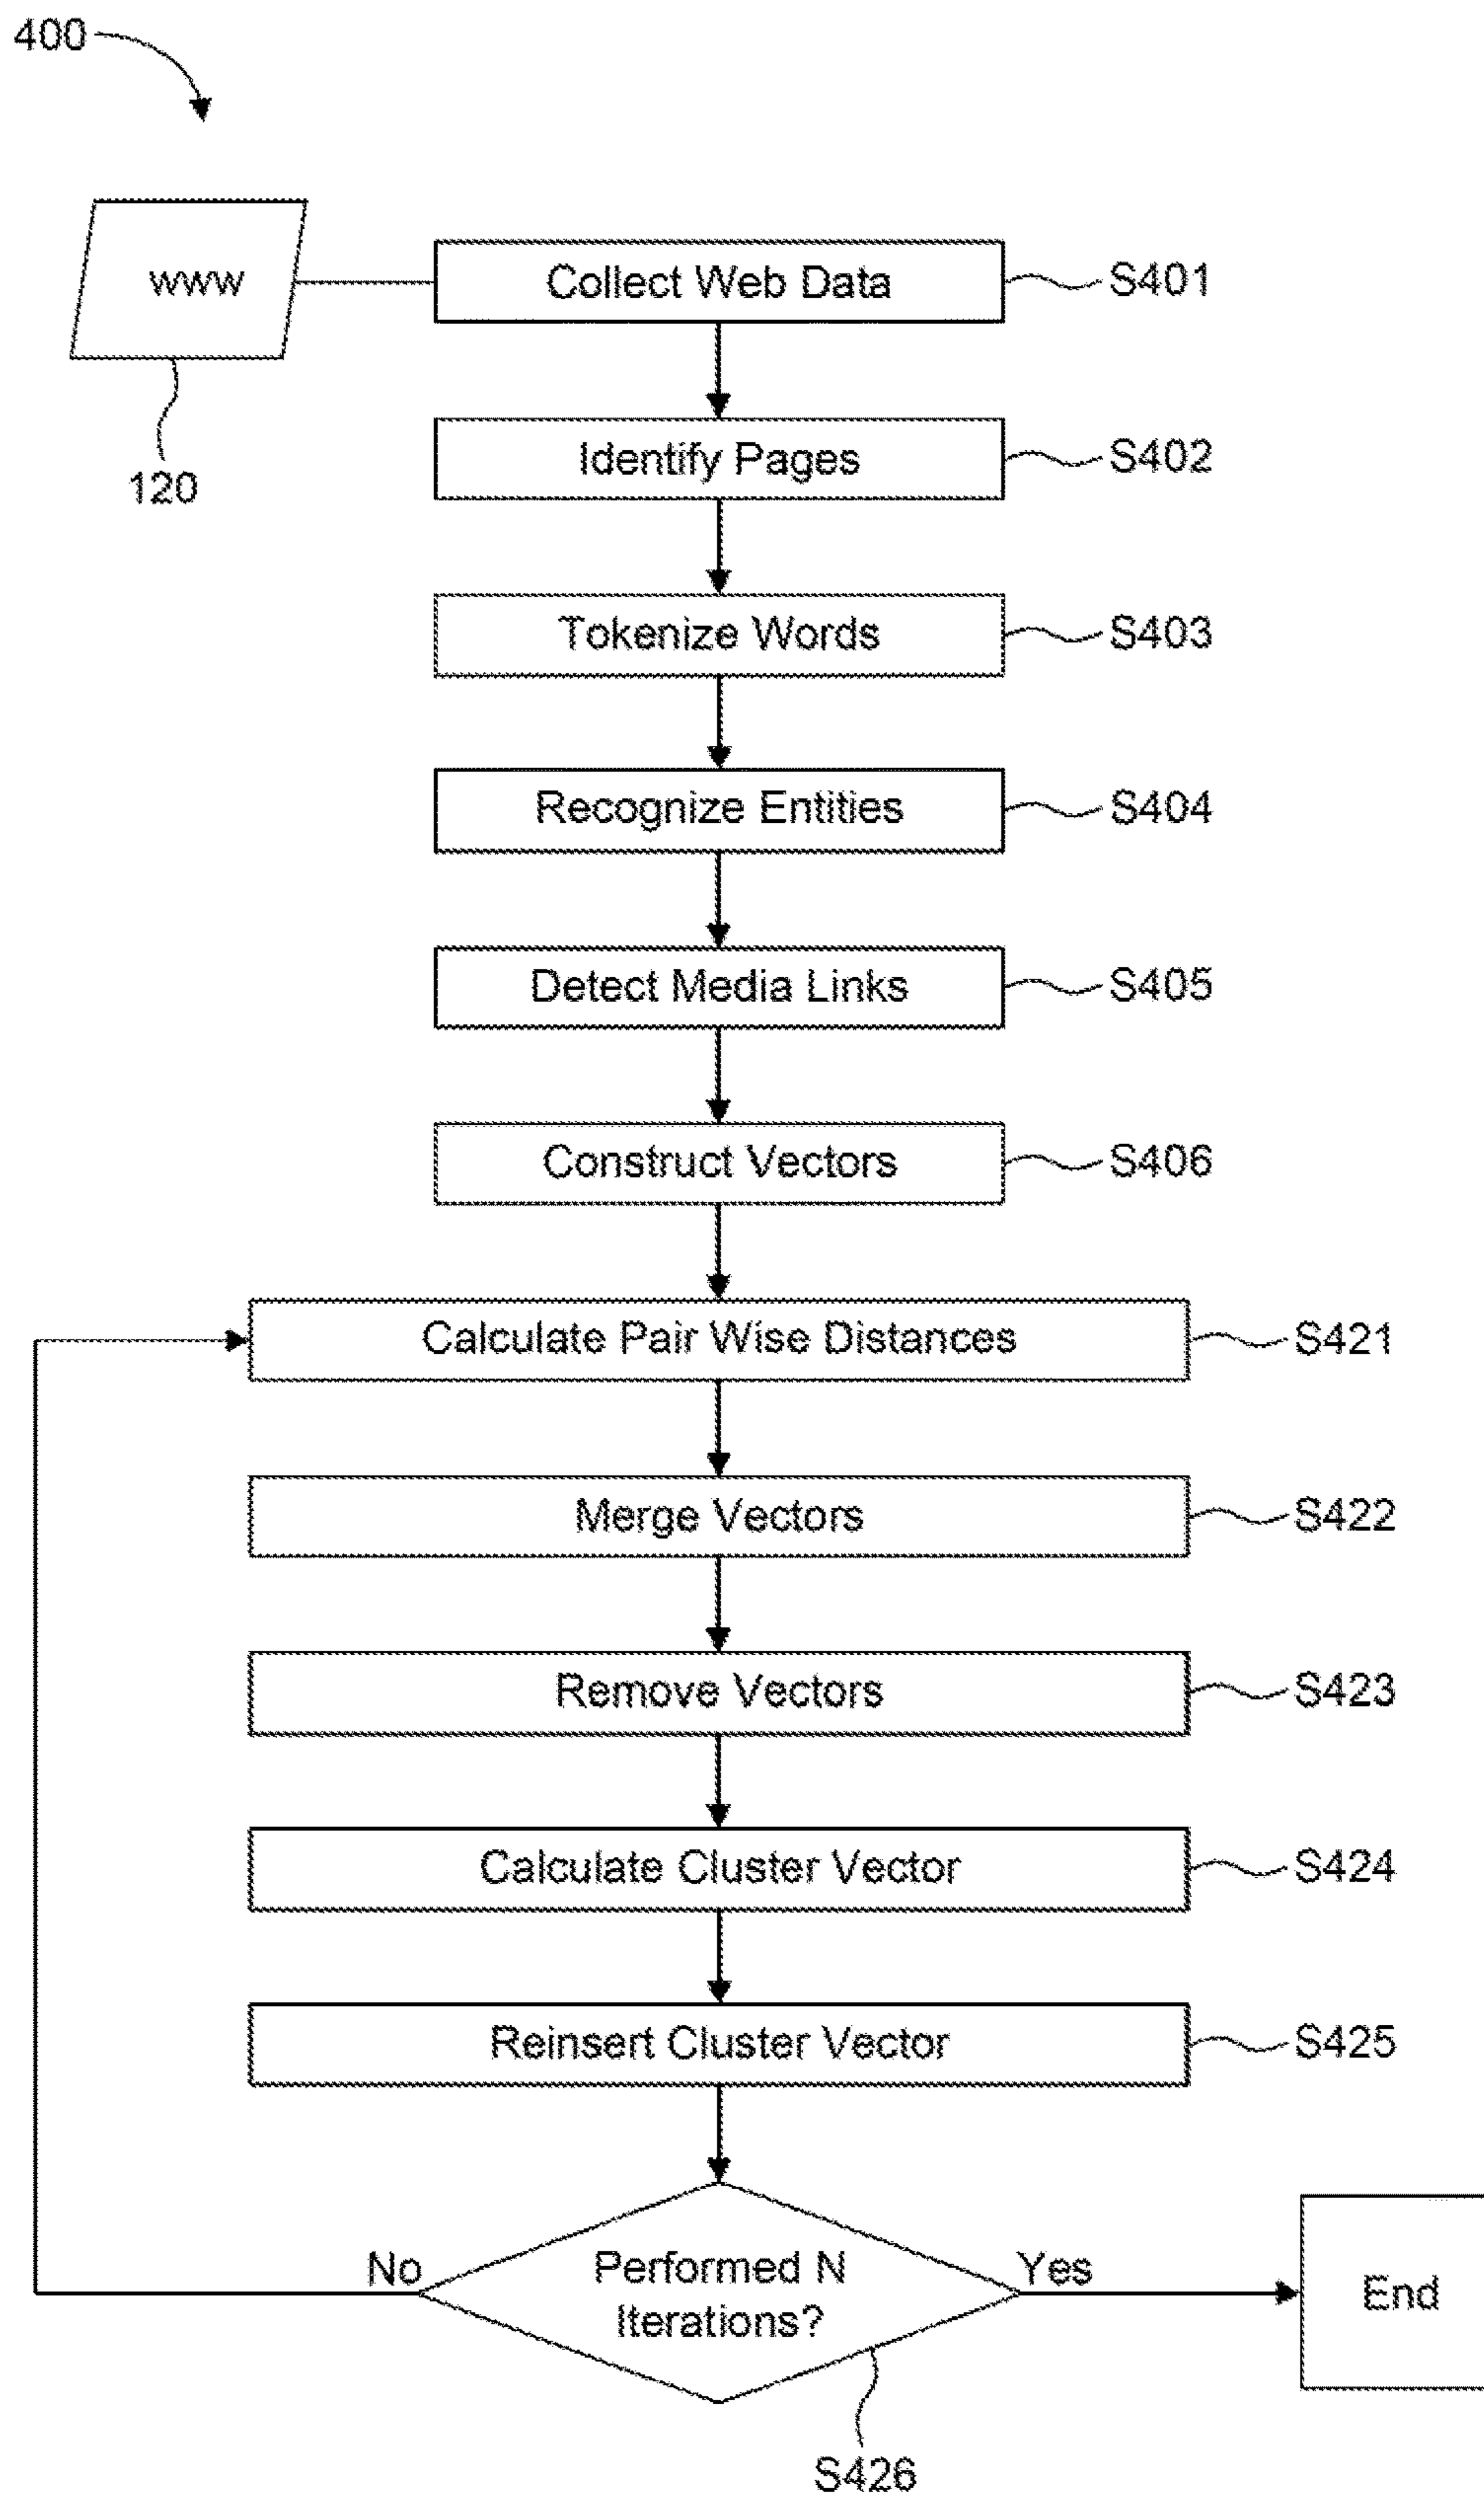 400
www
120
Collect Web Data
S401
Identify Pages
S402
Tokenize Words
S403
Recognize Entities
S404
Detect Media Links
S405
Construct Vectors
S406
Calculate Pair Wise Distances
S421
Merge Vectors
S422
Remove Vectors
S423
Calculate Cluster Vector
S424
Reinsert Cluster Vector
S425
No
Performed N
Iterations?
Yes
End
S426